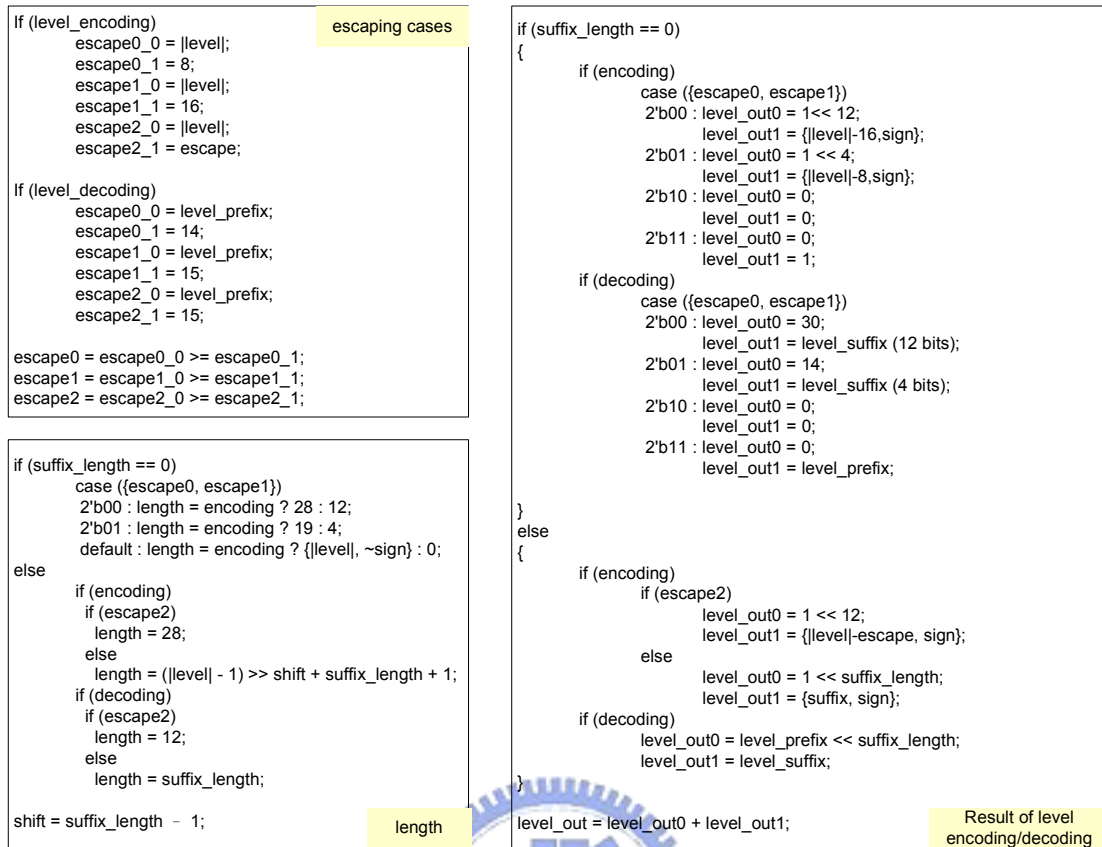 If (level_encoding)
escaping cases
escape0_0 = |level|;
escape0_1 = 8;
escape1_0 = |level|;
escape1_1 = 16;
escape2_0 = |level|;
escape2_1 = escape;
If (level_decoding)
escape0_0 = level_prefix;
escape0_1 = 14;
escape1_0 = level_prefix;
escape1_1 = 15;
escape2_0 = level_prefix;
escape2_1 = 15;
escape0 = escape0_0 >= escape0_1;
escape1 = escape1_0 >= escape1_1;
escape2 = escape2_0 >= escape2_1;
if (suffix_length == 0)
case ({escape0, escape1})
2'b00 : length = encoding ? 28 : 12;
2'b01 : length = encoding ? 19 : 4;
default : length = encoding ? {|level|, ~sign} : 0;
else
if (encoding)
if (escape2)
length = 28;
else
length = (|level| - 1) >> shift + suffix_length + 1;
if (decoding)
if (escape2)
length = 12;
else
length = suffix_length;
shift = suffix_length – 1;
length
if (suffix_length == 0)
{
if (encoding)
case ({escape0, escape1})
2'b00 : level_out0 = 1<< 12;
level_out1 = {|level|-16,sign};
2'b01 : level_out0 = 1 << 4;
level_out1 = {|level|-8,sign};
2'b10 : level_out0 = 0;
level_out1 = 0;
2'b11 : level_out0 = 0;
level_out1 = 1;
if (decoding)
case ({escape0, escape1})
2'b00 : level_out0 = 30;
level_out1 = level_suffix (12 bits);
2'b01 : level_out0 = 14;
level_out1 = level_suffix (4 bits);
2'b10 : level_out0 = 0;
level_out1 = 0;
2'b11 : level_out0 = 0;
level_out1 = level_prefix;
}
else
{
if (encoding)
if (escape2)
level_out0 = 1 << 12;
level_out1 = {|level|-escape, sign};
else
level_out0 = 1 << suffix_length;
level_out1 = {suffix, sign};
if (decoding)
level_out0 = level_prefix << suffix_length;
level_out1 = level_suffix;
}
level_out = level_out0 + level_out1;
Result of level
encoding/decoding